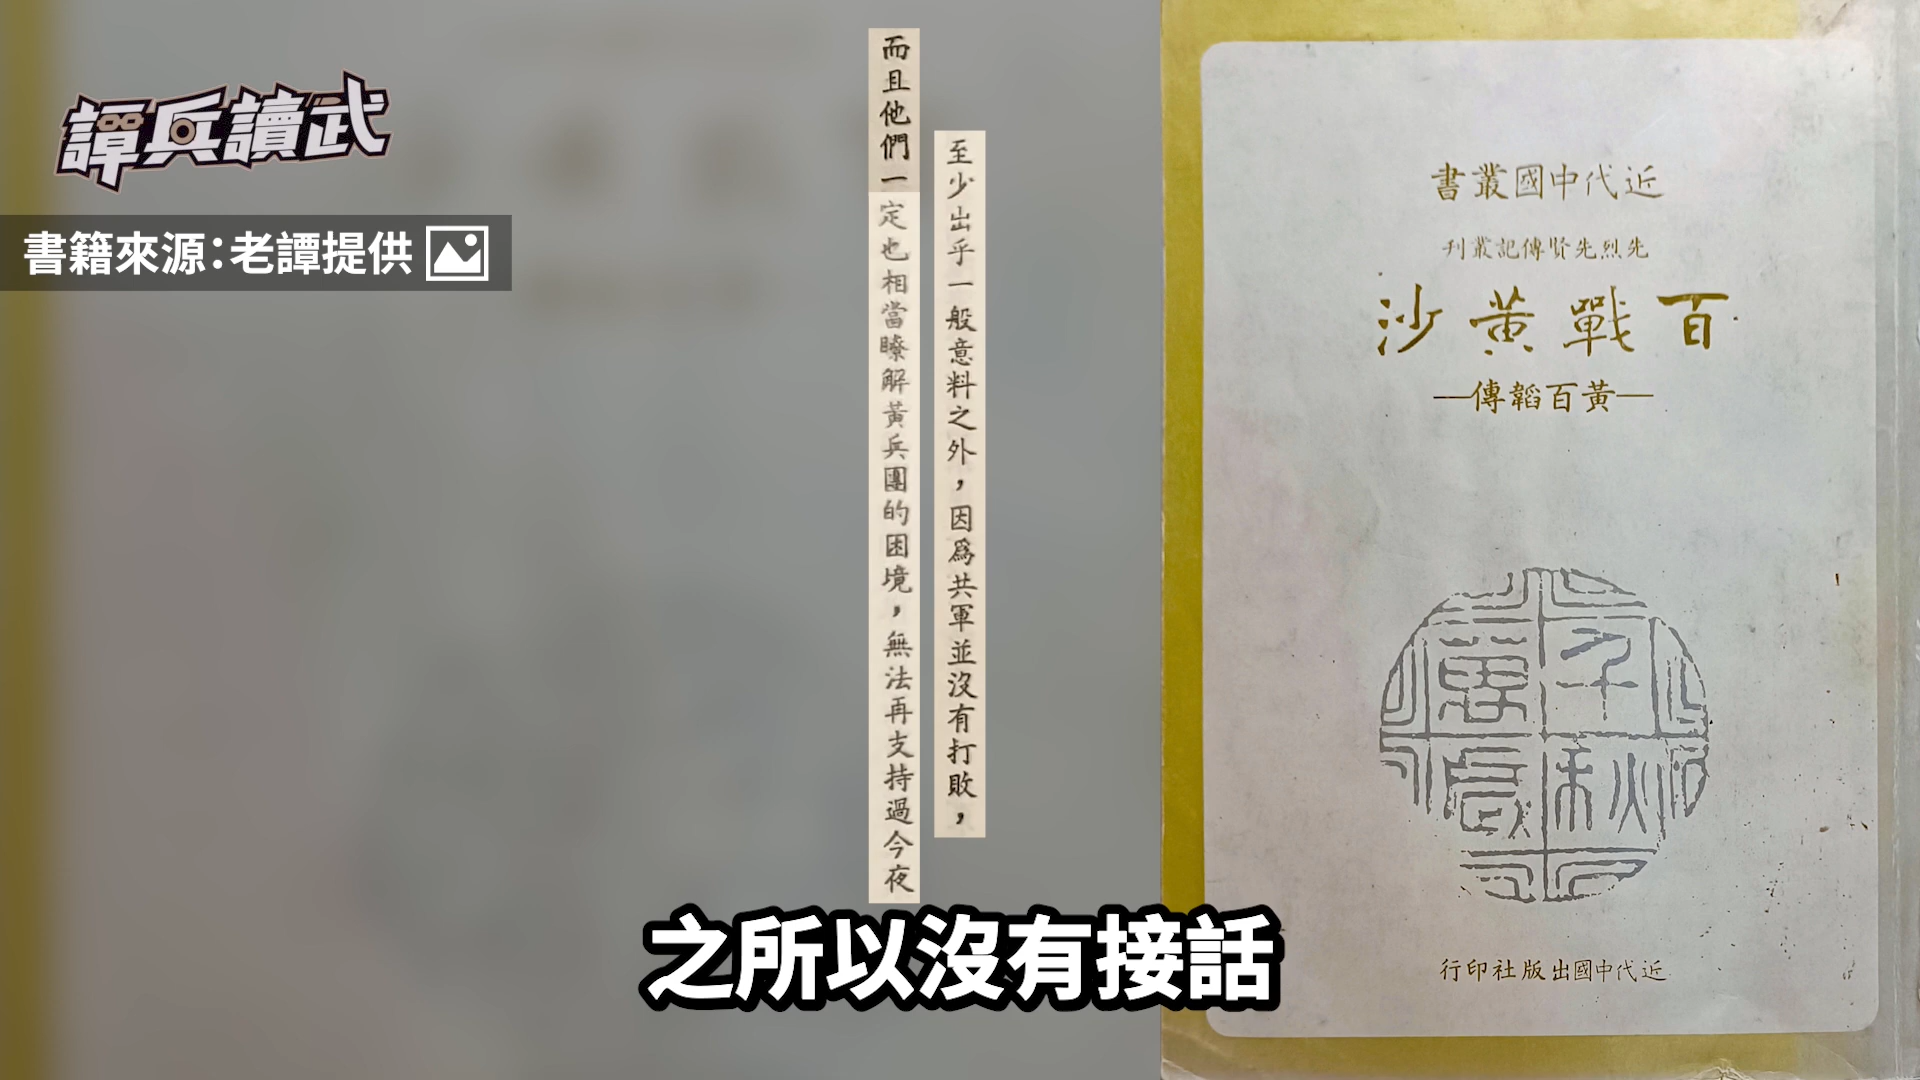 譚兵讀武
書籍來源：老譚提供
至少出乎一般意料之外，因爲共軍並沒有打敗，
而且他們一定也相當瞭解黃兵團的困境，無法再支持過今夜
近代中國叢書
先烈先賢傳記叢刊
百戰黃沙
—黃百韜傳—
近代中國出版社印行
之所以沒有接話